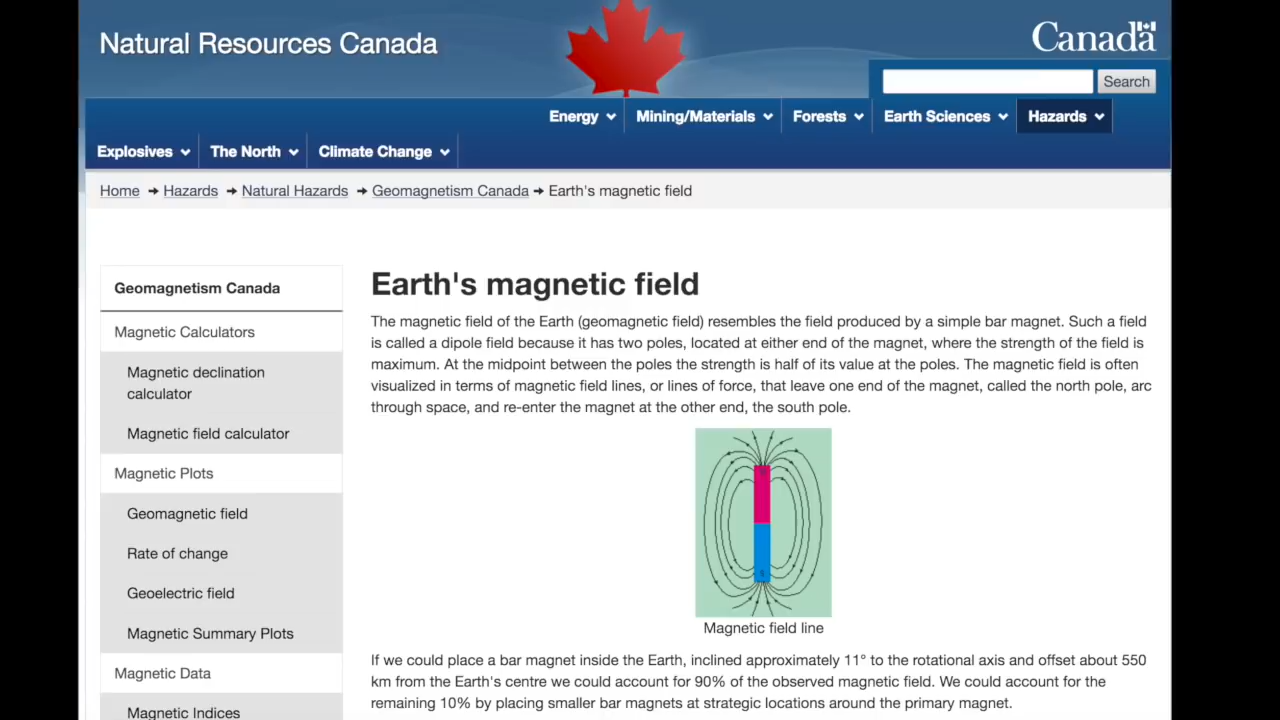 Natural Resources Canada
Canada
Search
Energy
Mining/Materials
Forests
Earth Sciences
Hazards
Explosives
The North
Climate Change
Home → Hazards → Natural Hazards → Geomagnetism Canada → Earth's magnetic field
Geomagnetism Canada
Magnetic Calculators
Magnetic declination
calculator
Magnetic field calculator
Magnetic Plots
Geomagnetic field
Rate of change
Geoelectric field
Magnetic Summary Plots
Magnetic Data
Magnetic Indices
Earth's magnetic field
The magnetic field of the Earth (geomagnetic field) resembles the field produced by a simple bar magnet. Such a field
is called a dipole field because it has two poles, located at either end of the magnet, where the strength of the field is
maximum. At the midpoint between the poles the strength is half of its value at the poles. The magnetic field is often
visualized in terms of magnetic field lines, or lines of force, that leave one end of the magnet, called the north pole, arc
through space, and re-enter the magnet at the other end, the south pole.
Magnetic field line
If we could place a bar magnet inside the Earth, inclined approximately 11° to the rotational axis and offset about 550
km from the Earth's centre we could account for 90% of the observed magnetic field. We could account for the
remaining 10% by placing smaller bar magnets at strategic locations around the primary magnet.